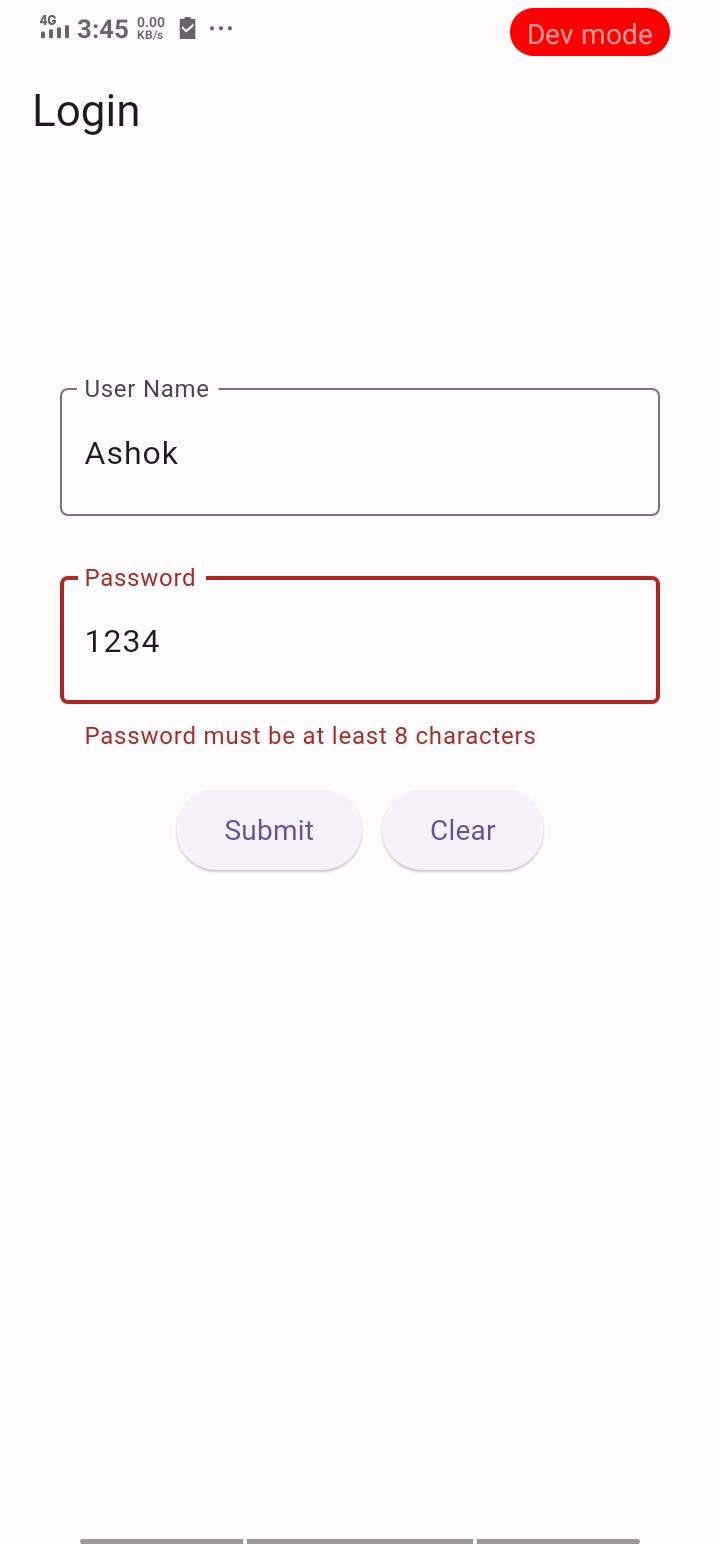 4G 3:45 0.00 KB/s ... Dev mode
Login
User Name
Ashok
Password
1234
Password must be at least 8 characters
Submit Clear